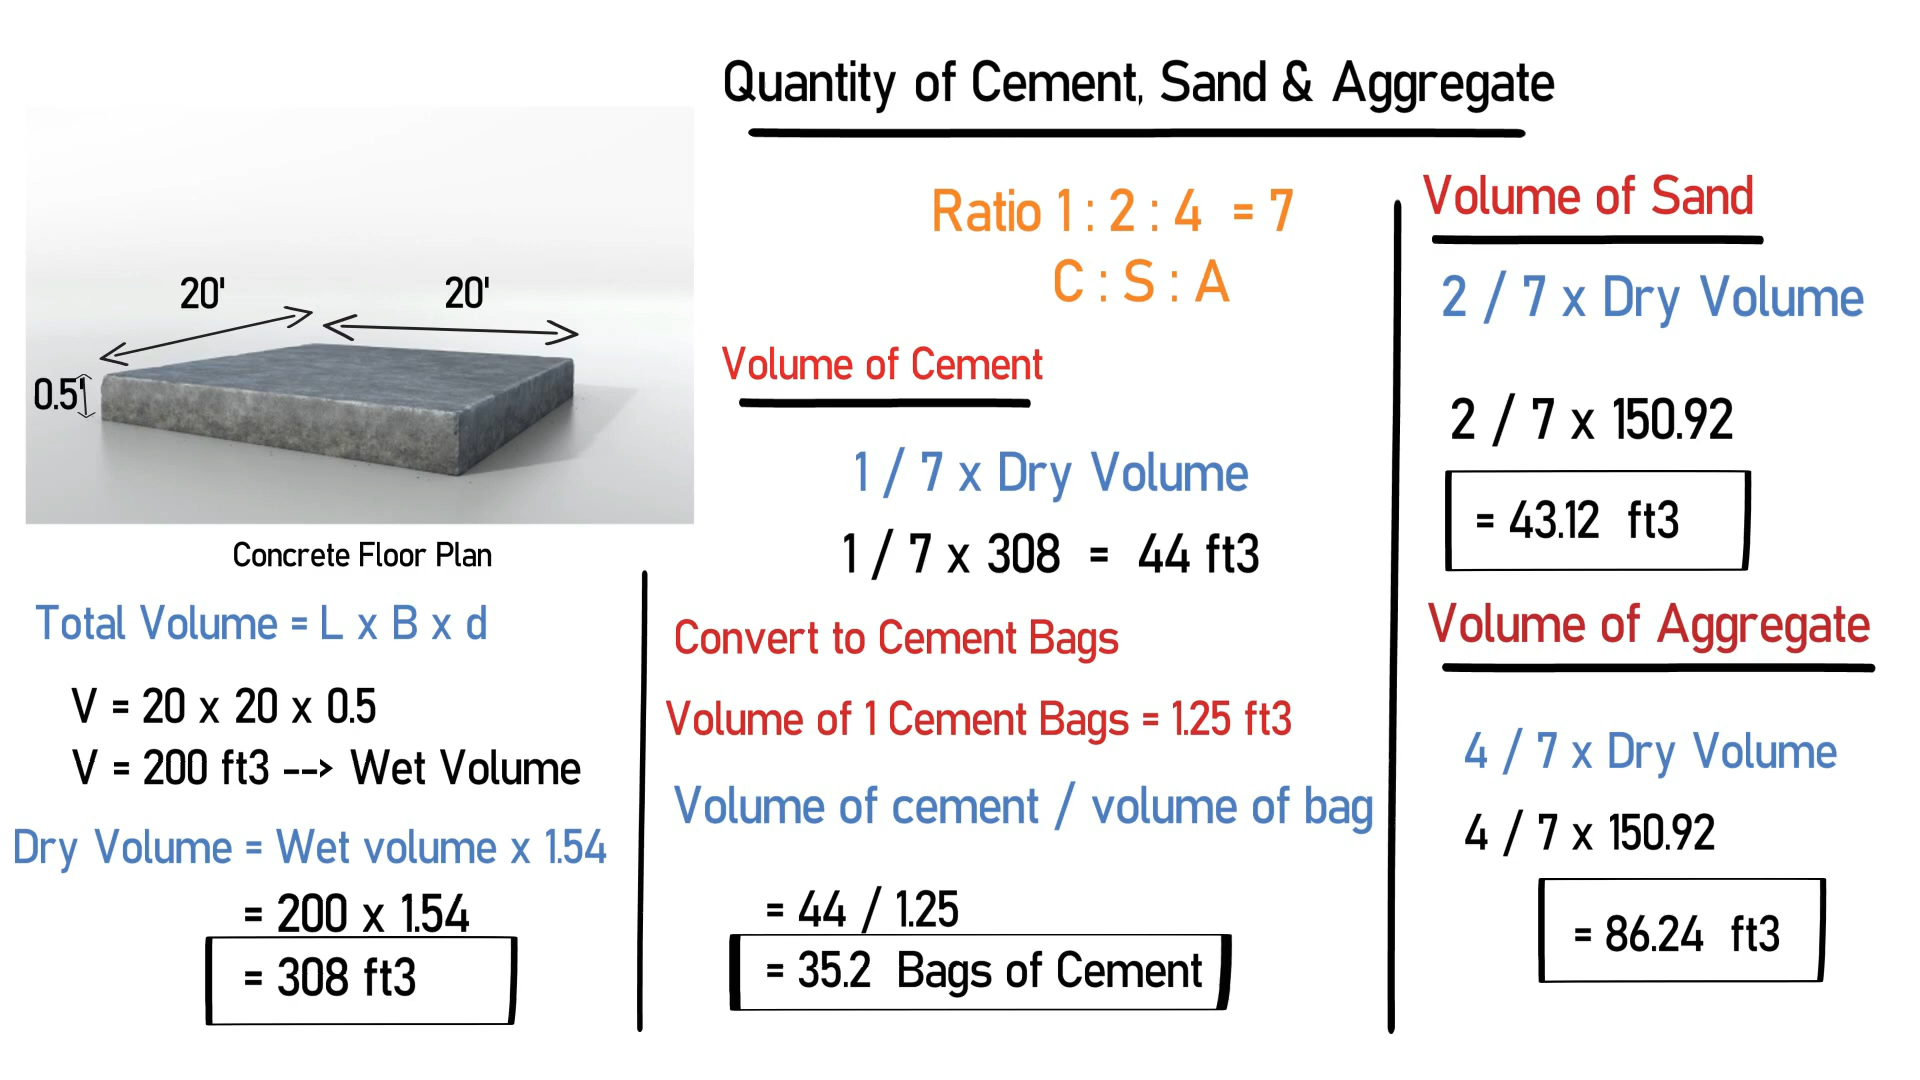 Quantity of Cement, Sand & Aggregate
20'
20'
0.5'
Concrete Floor Plan
Total Volume = L x B x d
V = 20 x 20 x 0.5
V = 200 ft3 --> Wet Volume
Dry Volume = Wet volume x 1.54
= 200 x 1.54
= 308 ft3
Ratio 1 : 2 : 4 = 7
C : S : A
Volume of Cement
1 / 7 x Dry Volume
1 / 7 x 308 = 44 ft3
Convert to Cement Bags
Volume of 1 Cement Bags = 1.25 ft3
Volume of cement / volume of bag
= 44 / 1.25
= 35.2 Bags of Cement
Volume of Sand
2 / 7 x Dry Volume
2 / 7 x 150.92
= 43.12 ft3
Volume of Aggregate
4 / 7 x Dry Volume
4 / 7 x 150.92
= 86.24 ft3